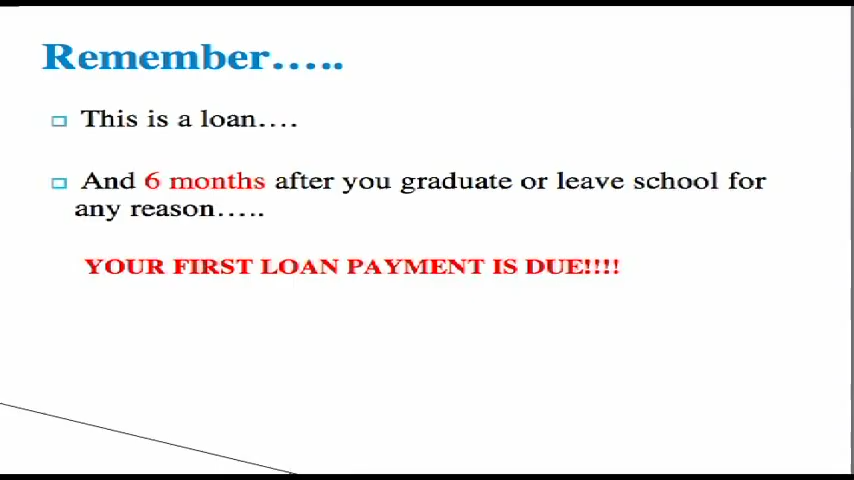 Remember.....
This is a loan....
And 6 months after you graduate or leave school for
any reason.....
YOUR FIRST LOAN PAYMENT IS DUE!!!!